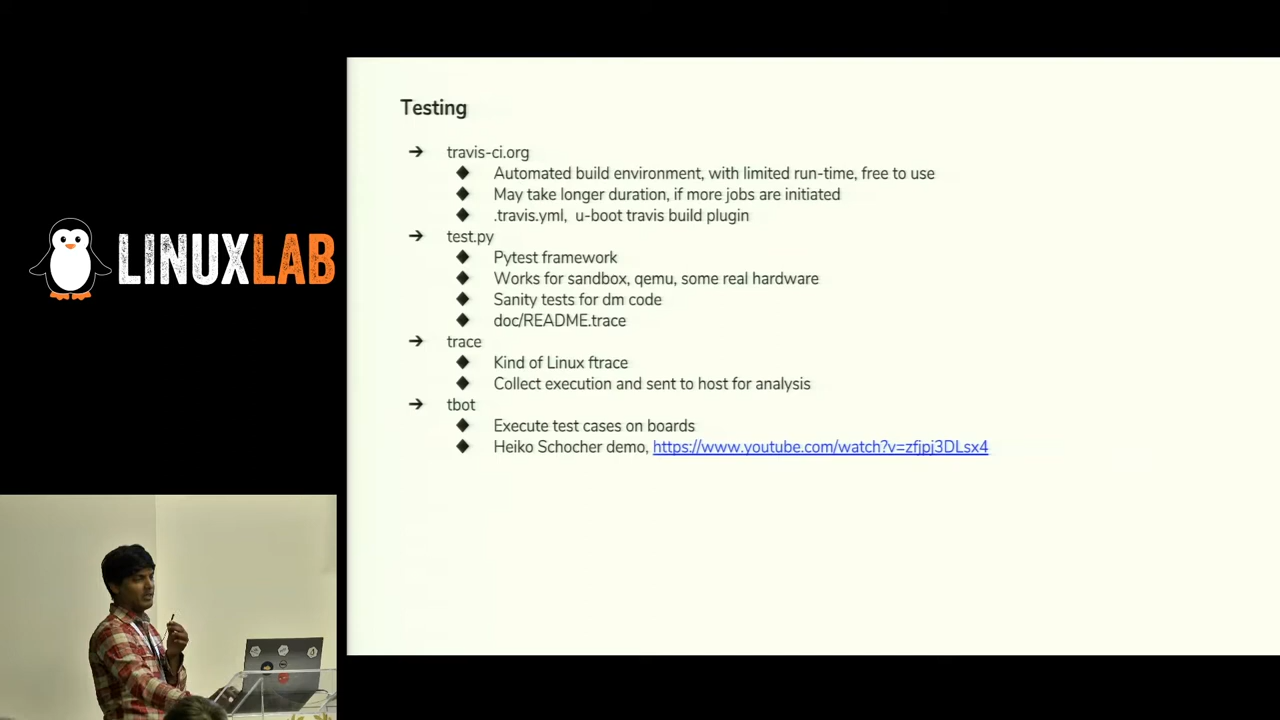 LINUXLAB
Testing
➔ travis-ci.org
◆ Automated build environment, with limited run-time, free to use
◆ May take longer duration, if more jobs are initiated
◆ .travis.yml, u-boot travis build plugin
➔ test.py
◆ Pytest framework
◆ Works for sandbox, qemu, some real hardware
◆ Sanity tests for dm code
◆ doc/README.trace
➔ trace
◆ Kind of Linux ftrace
◆ Collect execution and sent to host for analysis
➔ tbot
◆ Execute test cases on boards
◆ Heiko Schocher demo, https://www.youtube.com/watch?v=zfjpj3DLsx4